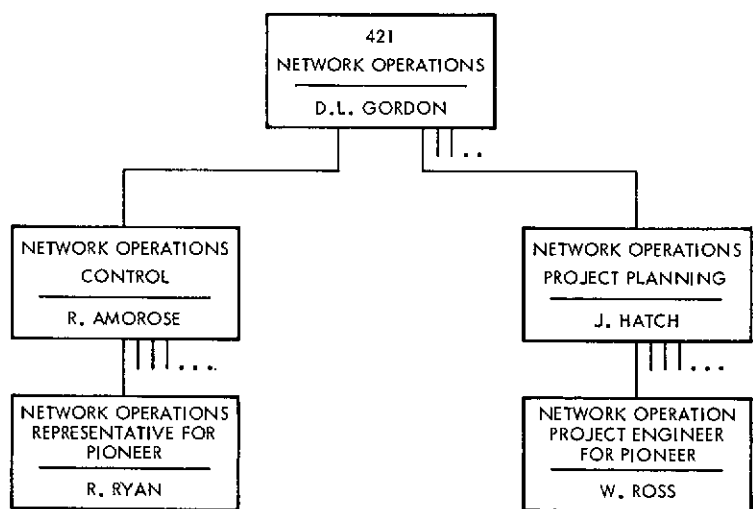 421
NETWORK OPERATIONS
D.L. GORDON
NETWORK OPERATIONS
CONTROL
R. AMOROSE
NETWORK OPERATIONS
PROJECT PLANNING
J. HATCH
NETWORK OPERATIONS
REPRESENTATIVE FOR
PIONEER
R. RYAN
NETWORK OPERATION
PROJECT ENGINEER
FOR PIONEER
W. ROSS